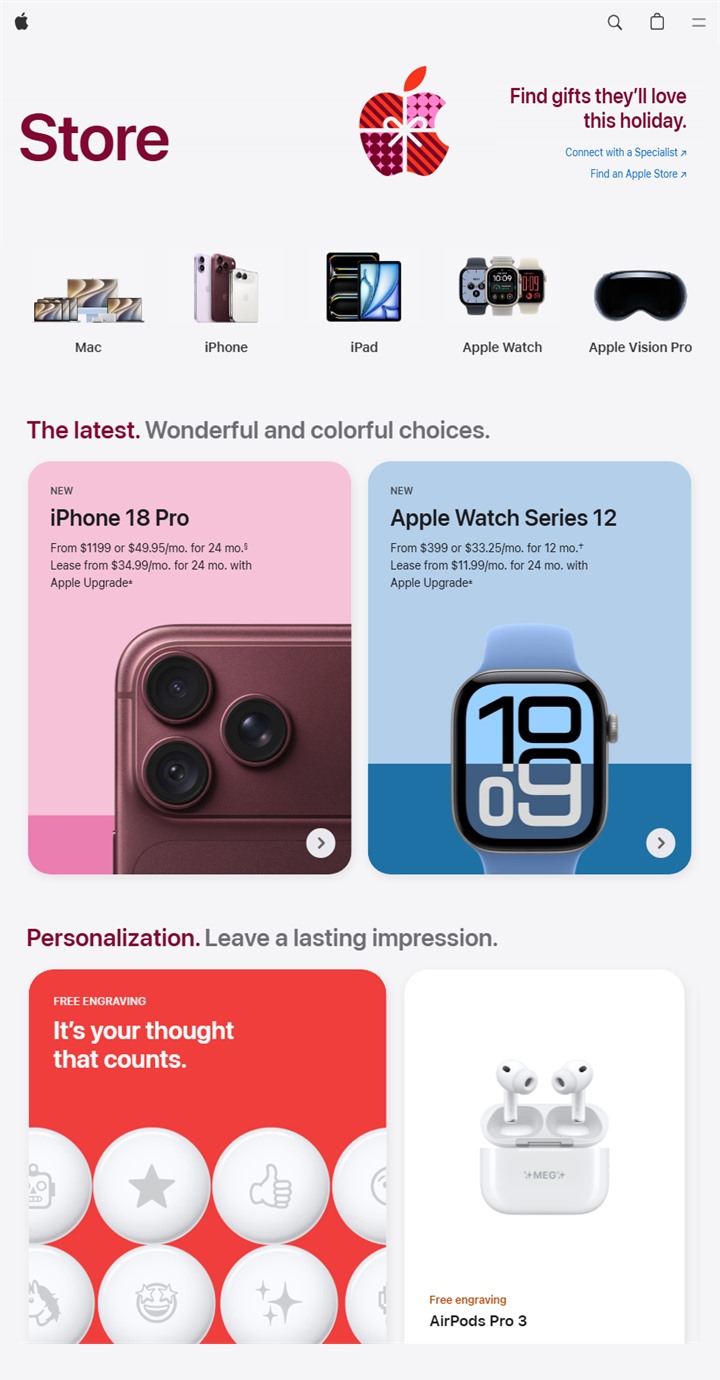 Store
Find gifts they’ll love
this holiday.
Connect with a Specialist ↗
Find an Apple Store ↗
Mac
iPhone
iPad
Apple Watch
Apple Vision Pro
The latest. Wonderful and colorful choices.
NEW
iPhone 18 Pro
From $1199 or $49.95/mo. for 24 mo.§
Lease from $34.99/mo. for 24 mo. with
Apple Upgrade±
NEW
Apple Watch Series 12
From $399 or $33.25/mo. for 12 mo.†
Lease from $11.99/mo. for 24 mo. with
Apple Upgrade±
10
09
Personalization. Leave a lasting impression.
FREE ENGRAVING
It’s your thought
that counts.
MEG
Free engraving
AirPods Pro 3